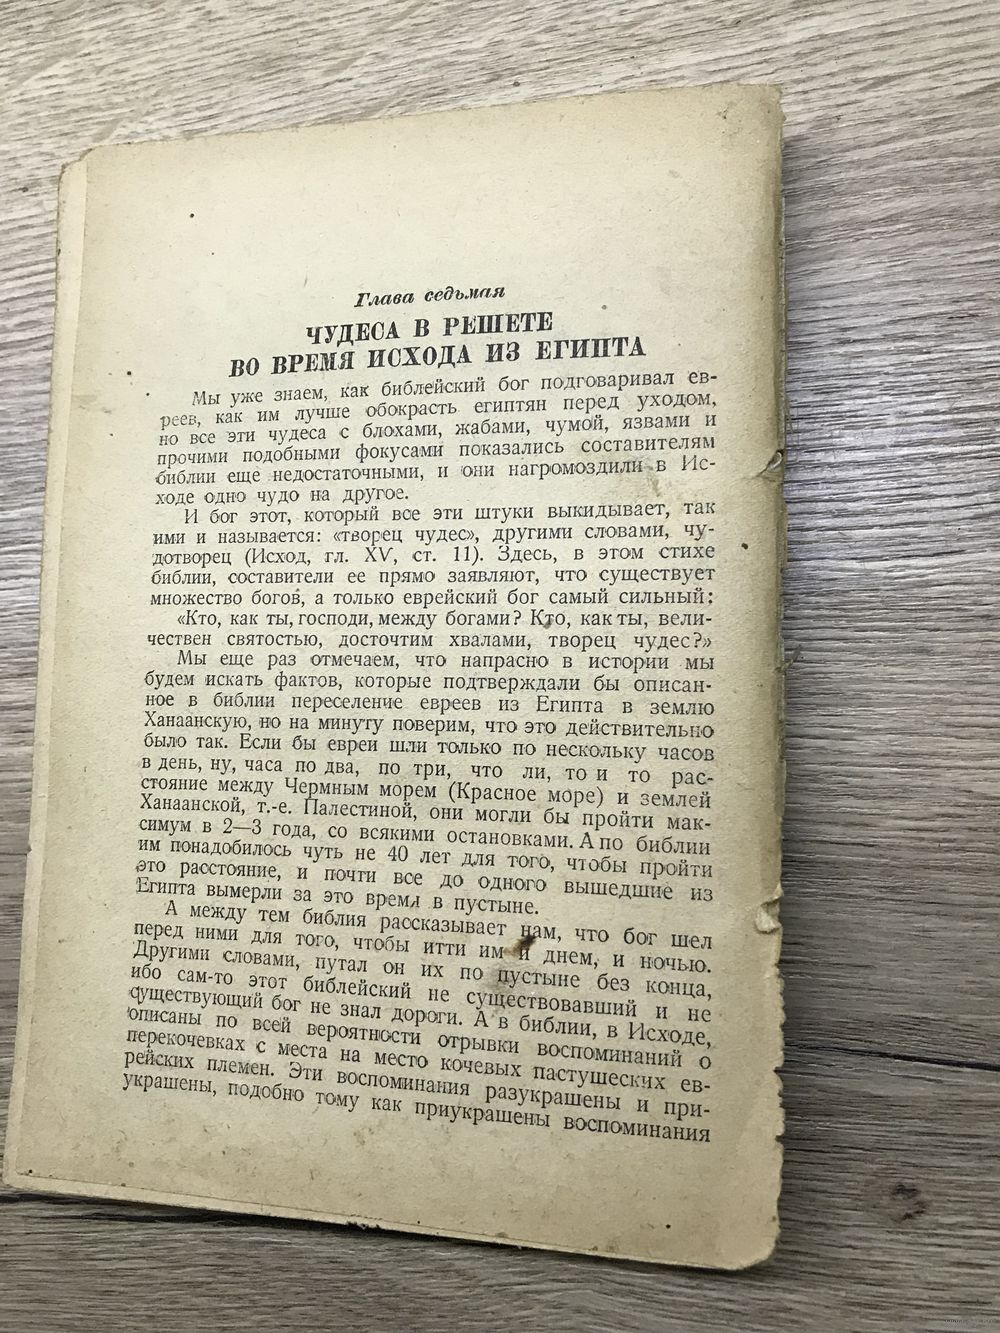 Глава седьмая
ЧУДЕСА В РЕШЕТЕ
ВО ВРЕМЯ ИСХОДА ИЗ ЕГИПТА
Мы уже знаем, как библейский бог подговаривал ев-
реев, как им лучше обокрасть египтян перед уходом,
но все эти чудеса с блохами, жабами, чумой, язвами и
прочими подобными фокусами показались составителям
библии еще недостаточными, и они нагромоздили в Ис-
ходе одно чудо на другое.
И бог этот, который все эти штуки выкидывает, так
ими и называется: «творец чудес», другими словами, чу-
дотворец (Исход, гл. XV, ст. 11). Здесь, в этом стихе
библии, составители ее прямо заявляют, что существует
множество богов, а только еврейский бог самый сильный:
«Кто, как ты, господи, между богами? Кто, как ты, вели-
чествен святостью, досточтим хвалами, творец чудес?»
Мы еще раз отмечаем, что напрасно в истории мы
будем искать фактов, которые подтверждали бы описан-
ное в библии переселение евреев из Египта в землю
Ханаанскую, но на минуту поверим, что это действительно
было так. Если бы евреи шли только по нескольку часов
в день, ну, часа по два, по три, что ли, то и то рас-
стояние между Чермным морем (Красное море) и землей
Ханаанской, т.-е. Палестиной, они могли бы пройти мак-
симум в 2—3 года, со всякими остановками. А по библии
им понадобилось чуть не 40 лет для того, чтобы пройти
это расстояние, и почти все до одного вышедшие из
Египта вымерли за это время в пустыне.
А между тем библия рассказывает нам, что бог шел
перед ними для того, чтобы итти им и днем, и ночью.
Другими словами, путал он их по пустыне без конца,
ибо сам-то этот библейский не существовавший и не
существующий бог не знал дороги. А в библии, в Исходе,
описаны по всей вероятности отрывки воспоминаний о
перекочевках с места на место кочевых пастушеских ев-
рейских племен. Эти воспоминания разукрашены и при-
украшены, подобно тому как приукрашены воспоминания